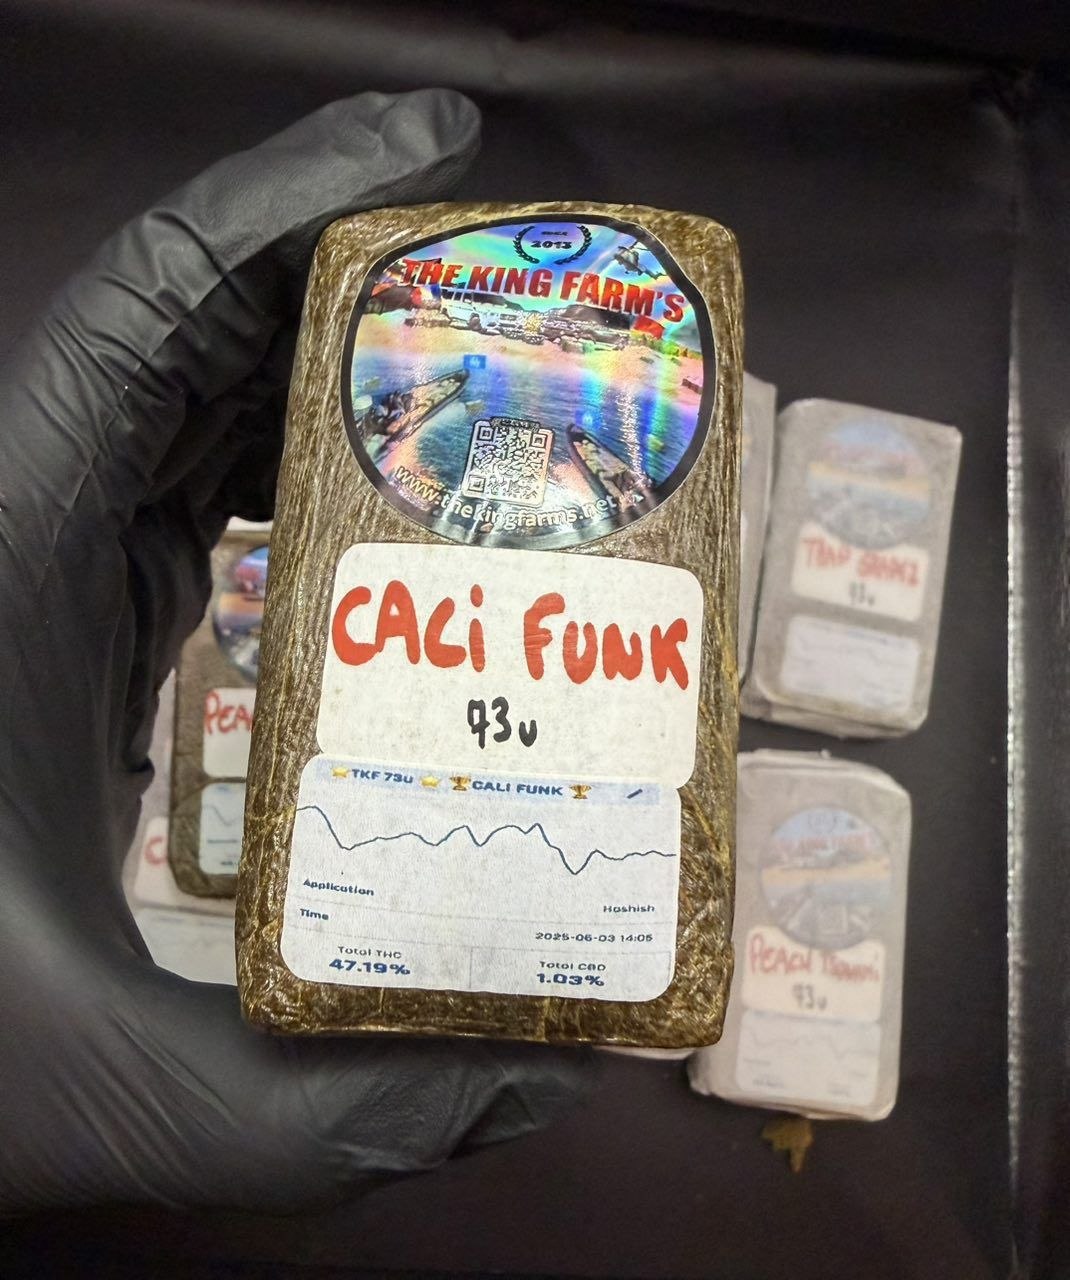 2013
THE KING FARM'S
www.thekingfarms.net
CALI FUNK
73u
⭐TKF 73U⭐ 🏆CALI FUNK🏆
Application
Hashish
Time
2025-06-03 14:05
Total THC
47.19%
Total CBD
1.03%
73u
PEACH
73u